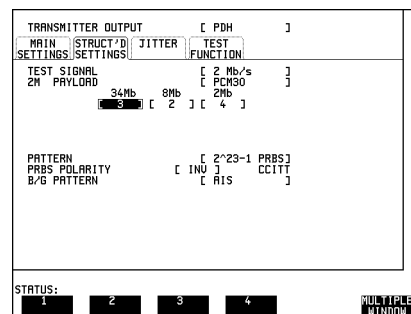 TRANSMITTER OUTPUT [ PDH ]
MAIN SETTINGS STRUCT'D SETTINGS JITTER TEST FUNCTION
TEST SIGNAL [ 2 Mb/s ]
2M PAYLOAD [ PCM30 ]
34Mb 8Mb 2Mb
[ 3 ] [ 2 ] [ 4 ]
PATTERN [ 2^23-1 PRBS]
PRBS POLARITY [ INV ] CCITT
B/G PATTERN [ AIS ]
STATUS:
1 2 3 4 MULTIPLE WINDOW